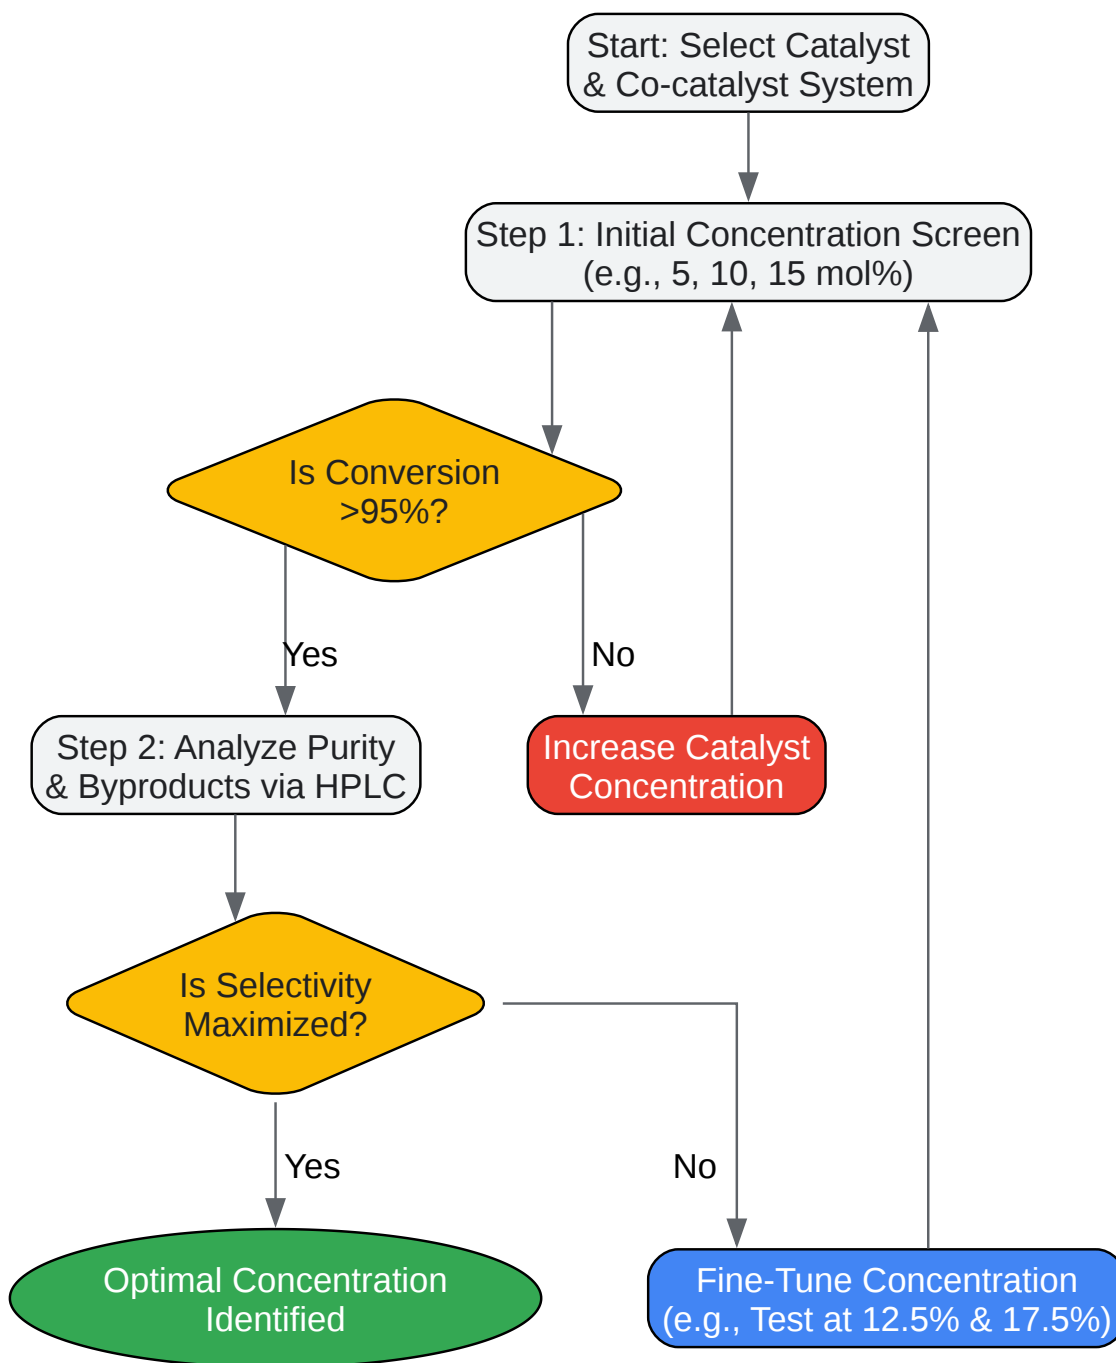 Start: Select Catalyst
& Co-catalyst System
Step 1: Initial Concentration Screen
(e.g., 5, 10, 15 mol%)
Is Conversion
>95%?
Yes
No
Step 2: Analyze Purity
& Byproducts via HPLC
Increase Catalyst
Concentration
Is Selectivity
Maximized?
Yes
No
Optimal Concentration
Identified
Fine-Tune Concentration
(e.g., Test at 12.5% & 17.5%)